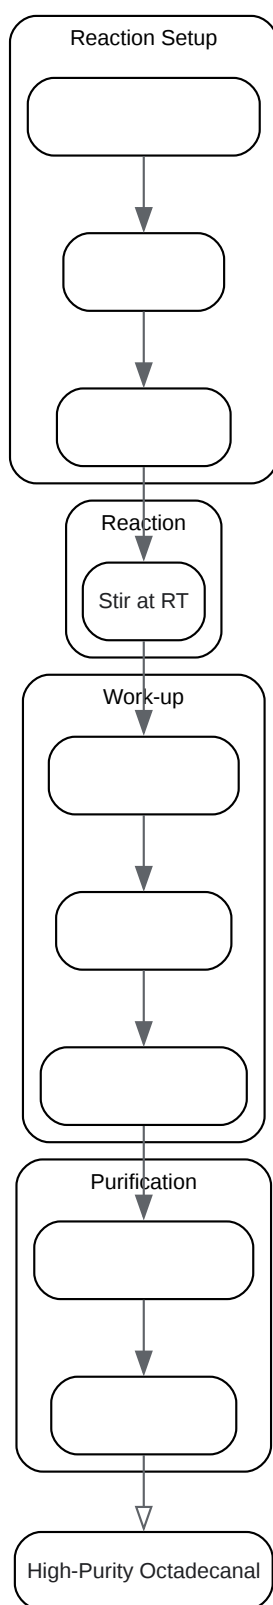 Reaction Setup
Reaction
Stir at RT
Work-up
Purification
High-Purity Octadecanal